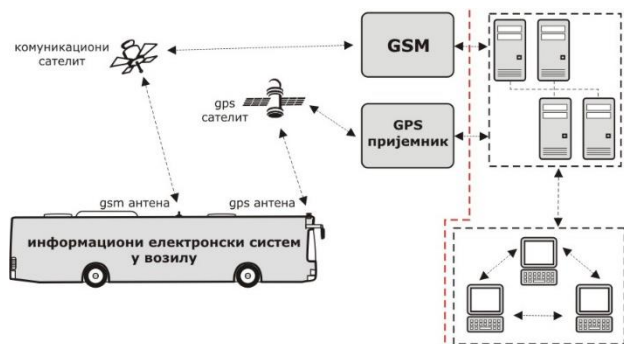 комуникациони
сателит
GSM
gps
сателит
GPS
пријемник
gsm антена
gps антена
информациони електронски систем
у возилу